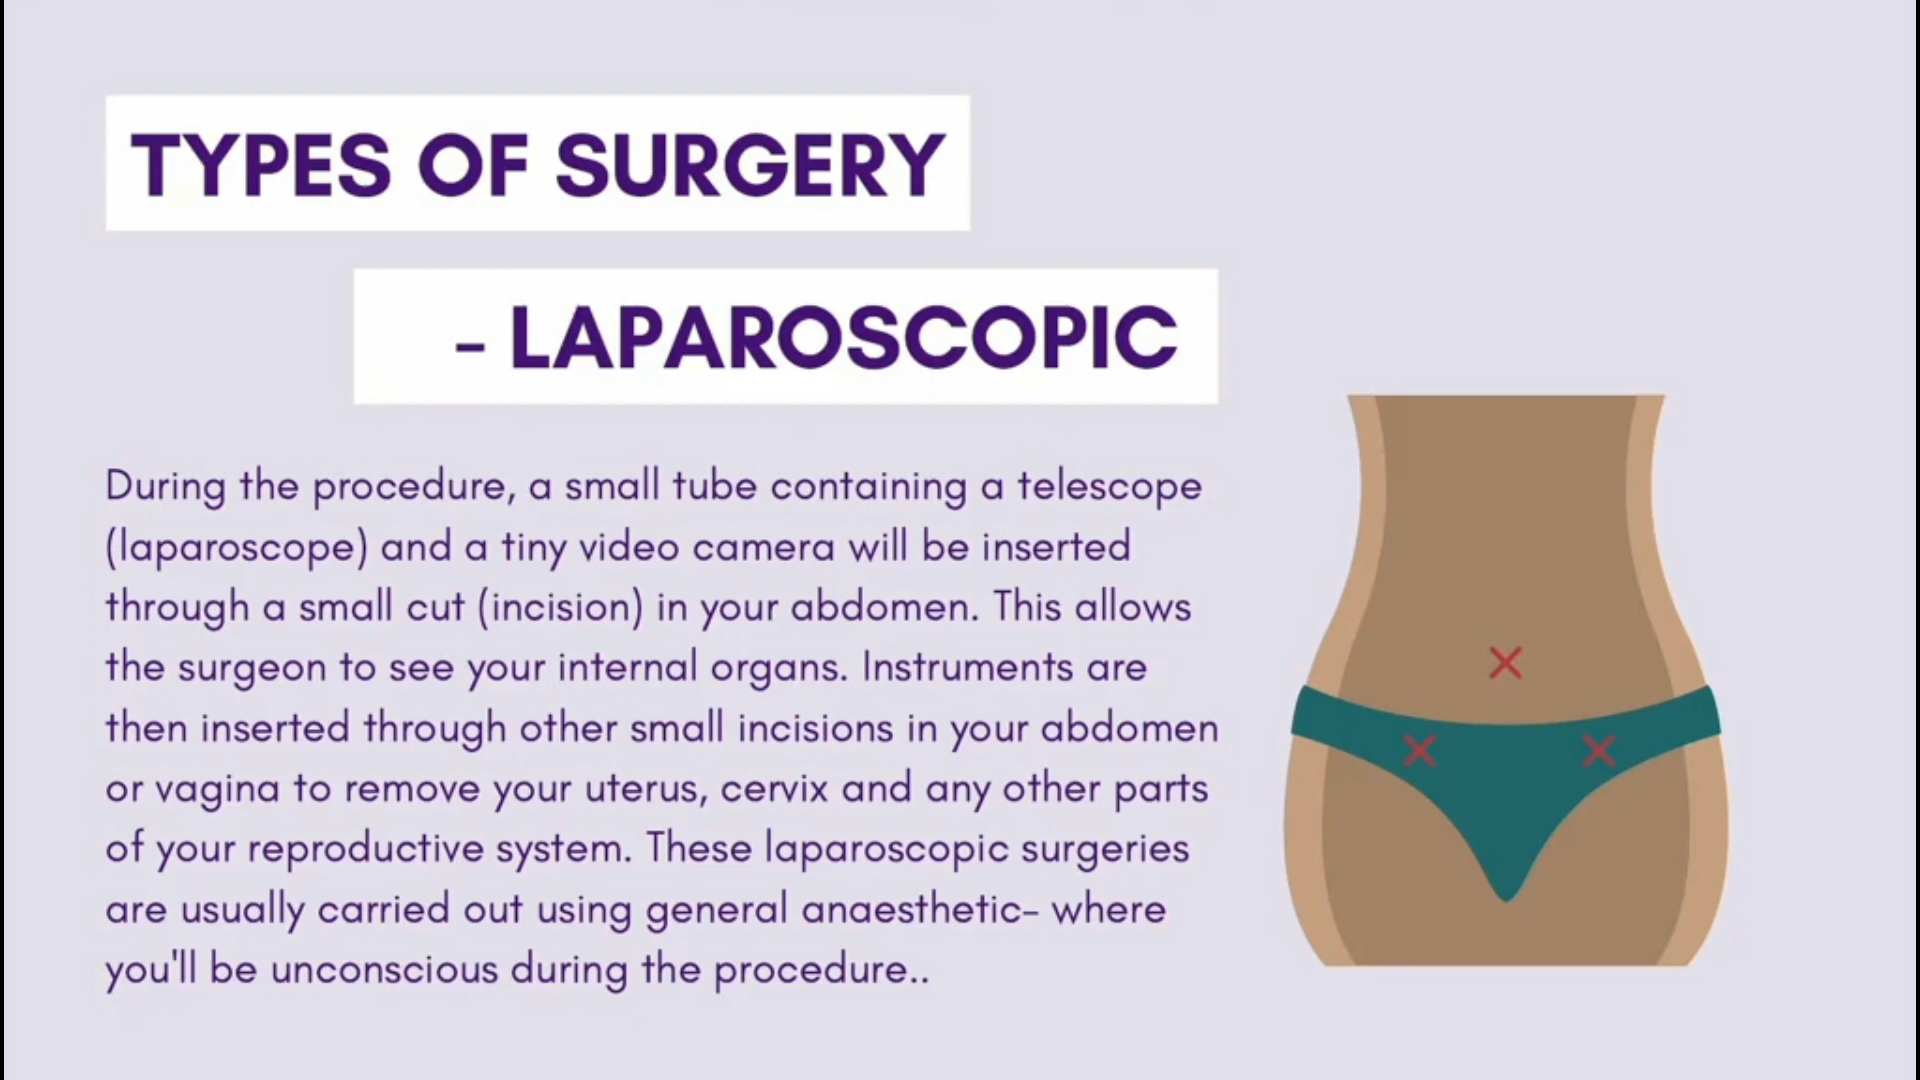 TYPES OF SURGERY
- LAPAROSCOPIC
During the procedure, a small tube containing a telescope
(laparoscope) and a tiny video camera will be inserted
through a small cut (incision) in your abdomen. This allows
the surgeon to see your internal organs. Instruments are
then inserted through other small incisions in your abdomen
or vagina to remove your uterus, cervix and any other parts
of your reproductive system. These laparoscopic surgeries
are usually carried out using general anaesthetic- where
you'll be unconscious during the procedure..